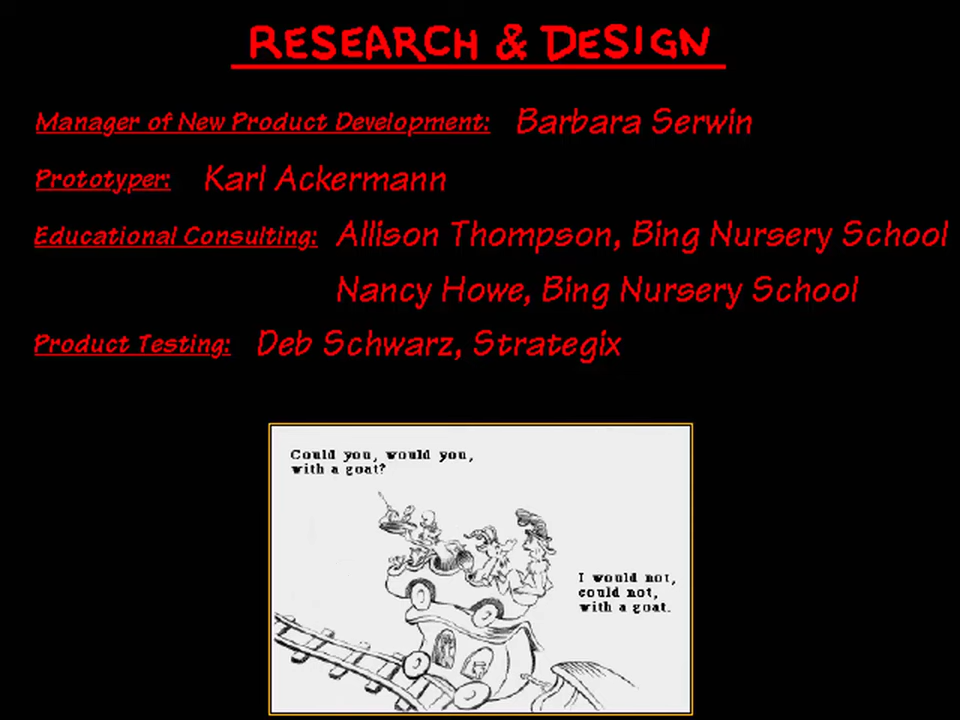 RESEARCH & DESIGN
Manager of New Product Development: Barbara Serwin
Prototyper: Karl Ackermann
Educational Consulting: Allison Thompson, Bing Nursery School
Nancy Howe, Bing Nursery School
Product Testing: Deb Schwarz, Strategix
Could you, would you,
with a goat?
I would not,
could not,
with a goat.